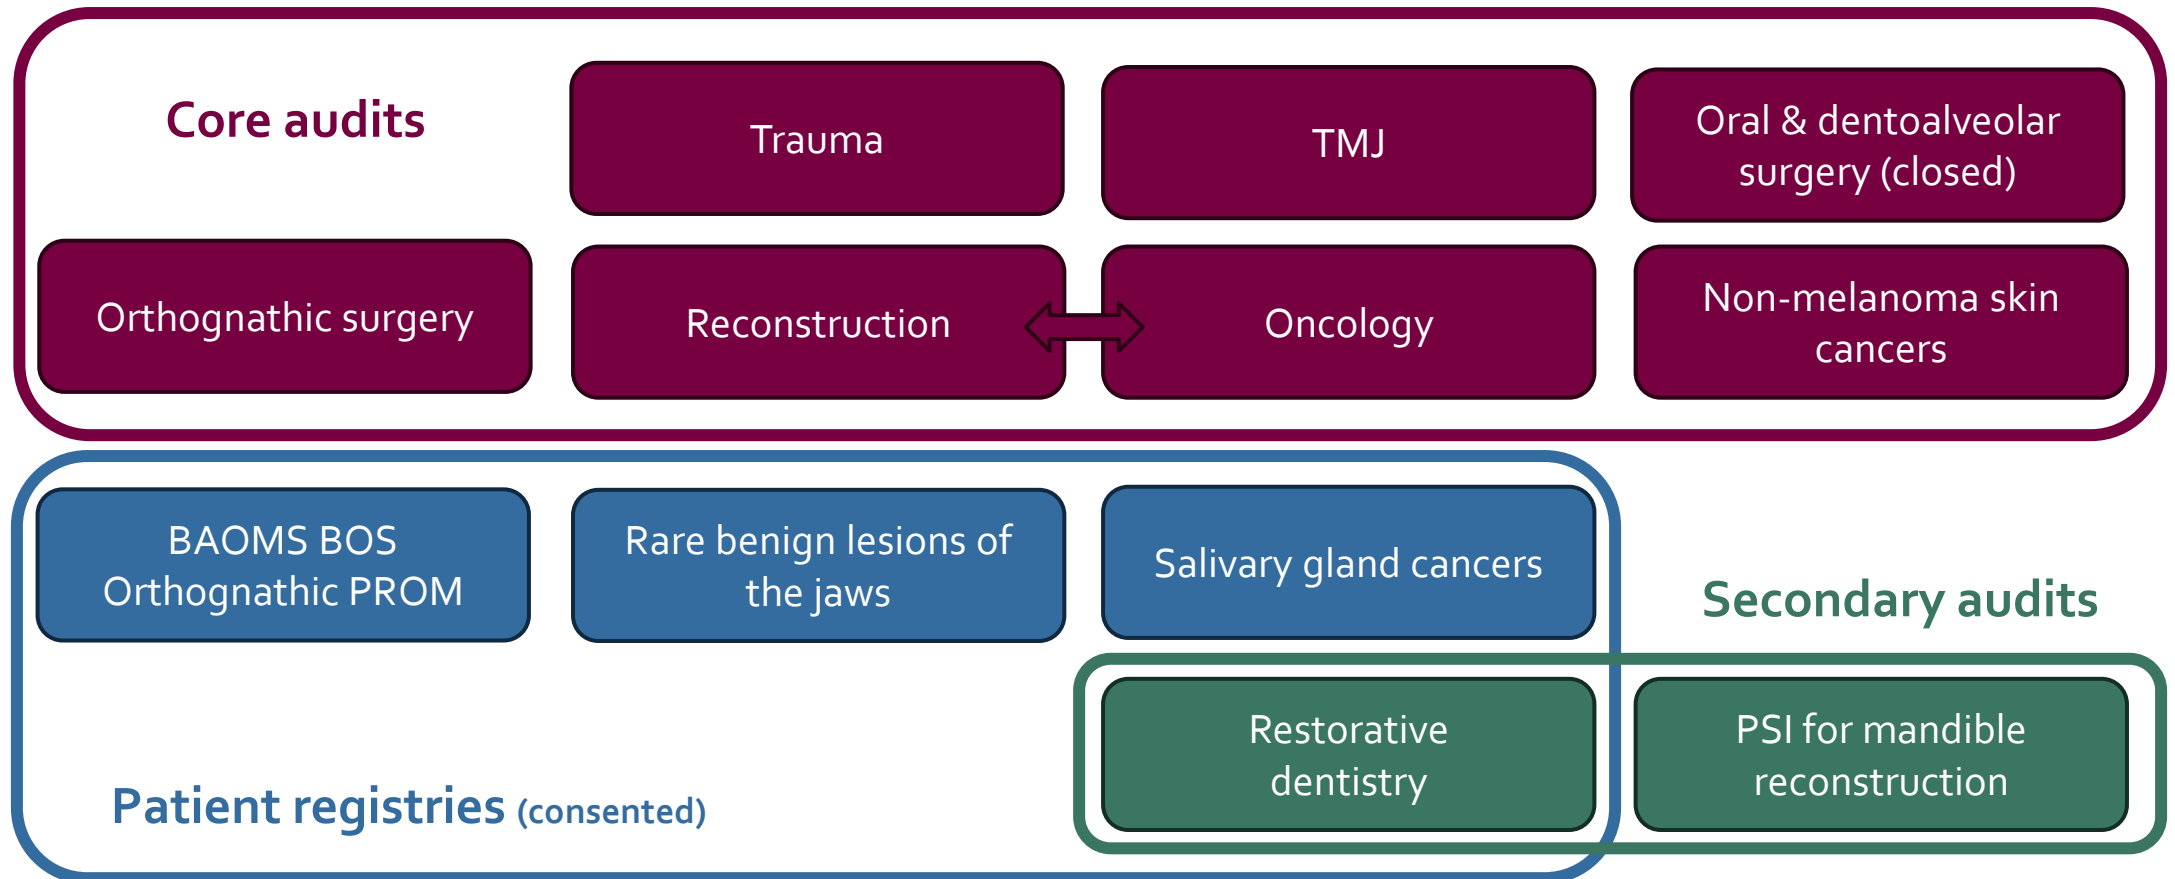 Core audits
Trauma
TMJ
Oral & dentoalveolar
surgery (closed)
Orthognathic surgery
Reconstruction
Oncology
Non-melanoma skin
cancers
BAOMS BOS
Orthognathic PROM
Rare benign lesions of
the jaws
Salivary gland cancers
Secondary audits
Restorative
dentistry
PSI for mandible
reconstruction
Patient registries (consented)